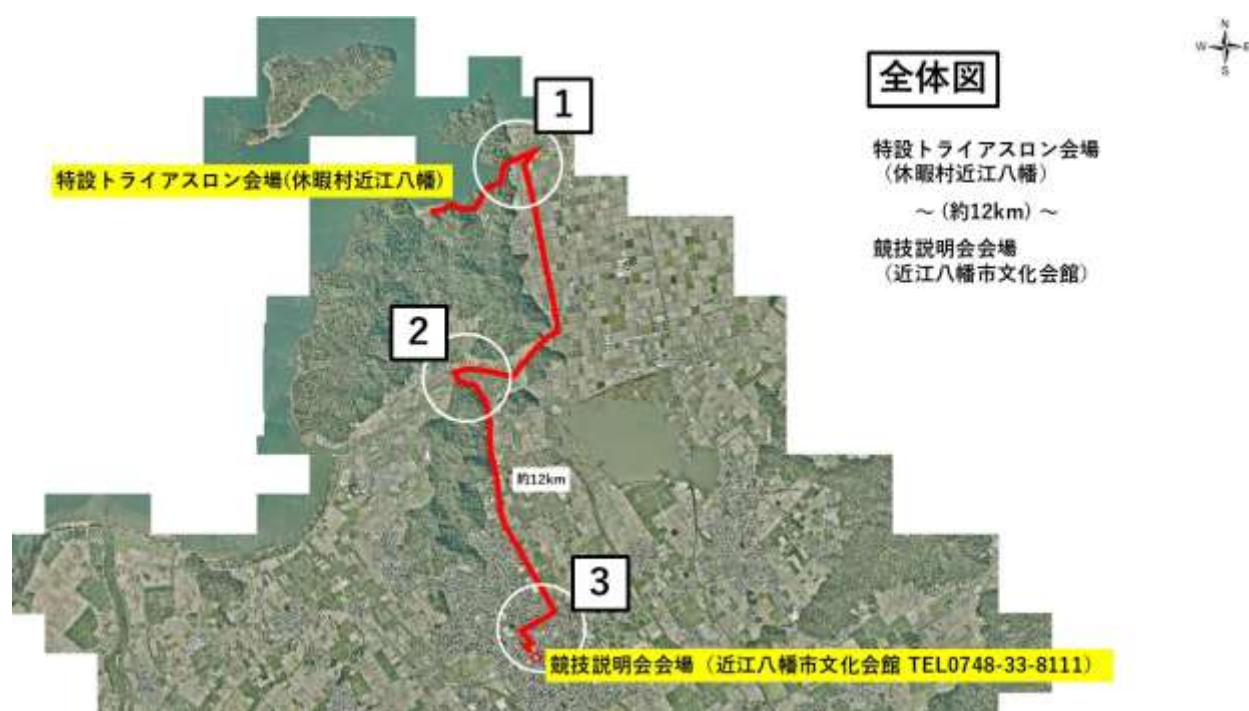 N
W E
S
全体図
1
特設トライアスロン会場
(休暇村近江八幡)
特設トライアスロン会場(休暇村近江八幡)
～ (約12km) ～
競技説明会会場
(近江八幡市文化会館)
2
約12km
3
競技説明会会場（近江八幡市文化会館 TEL0748-33-8111）